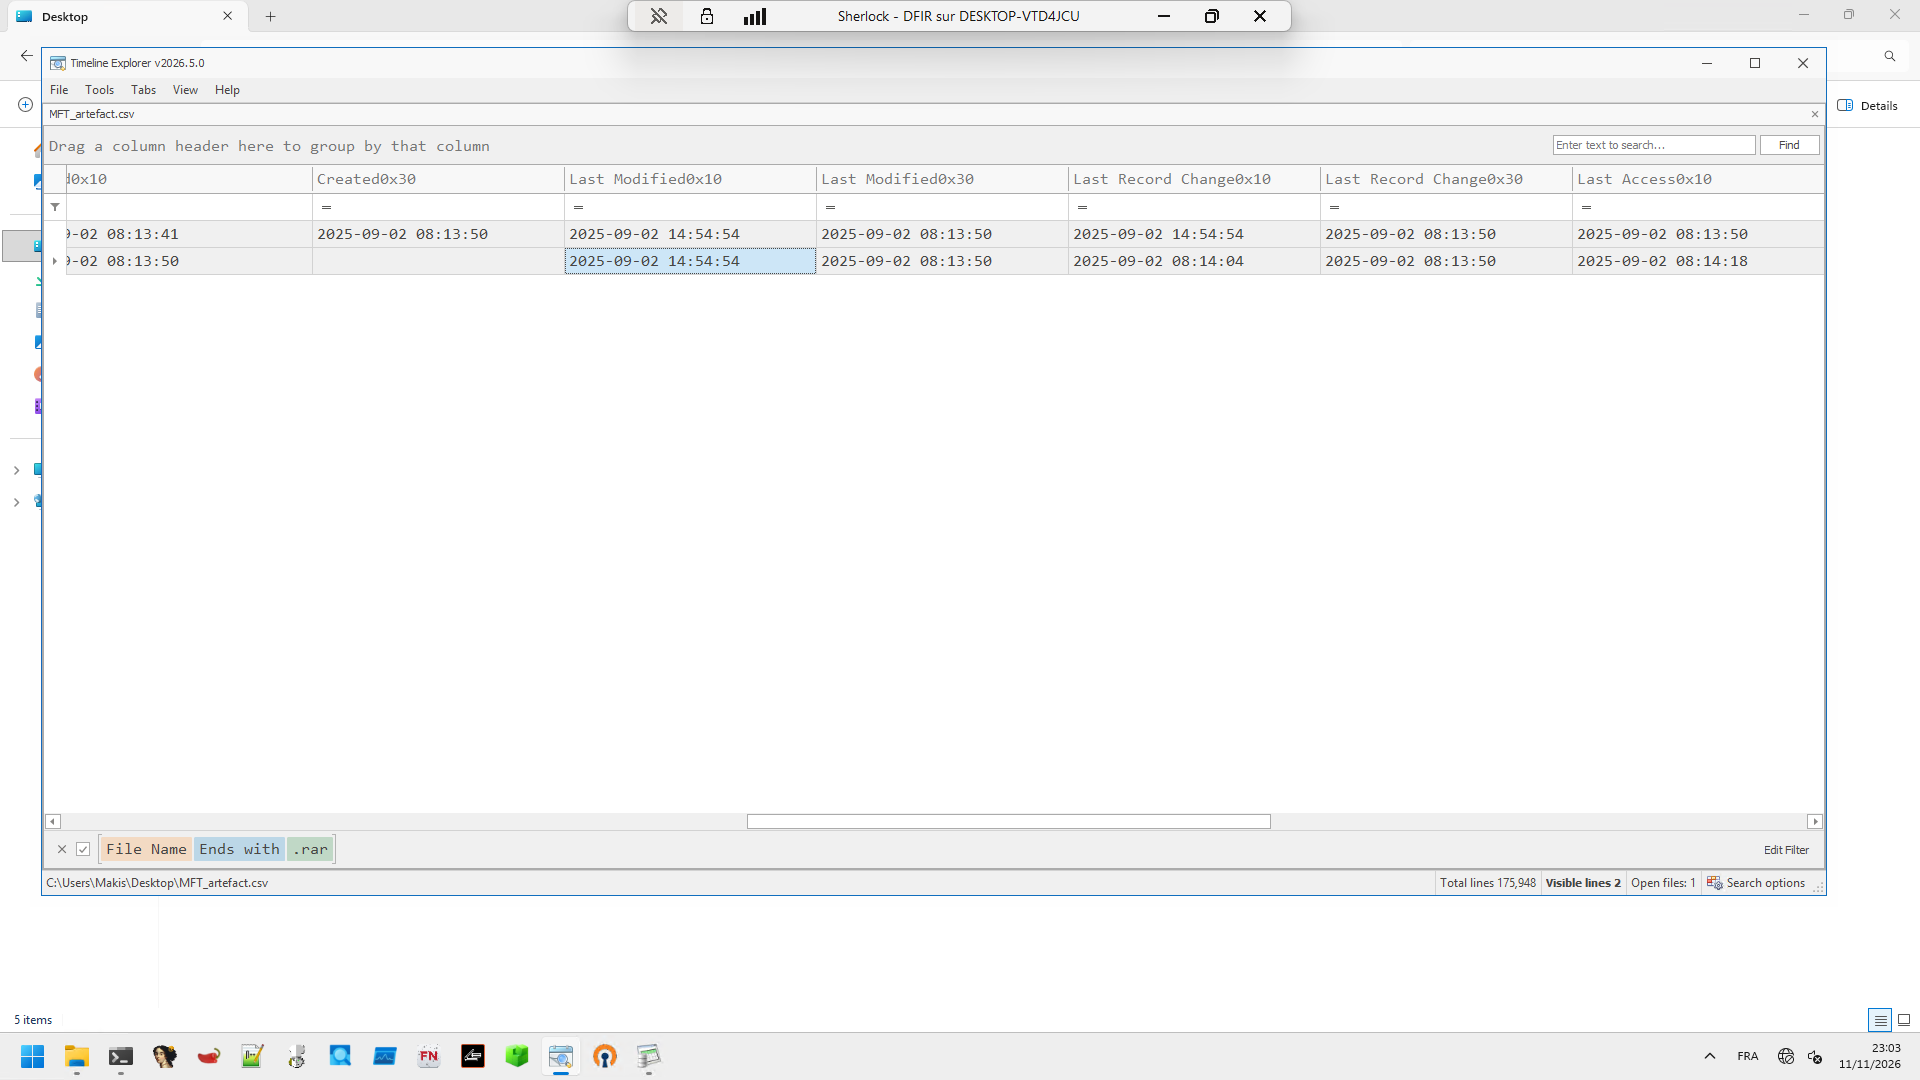 Desktop
Sherlock - DFIR sur DESKTOP-VTD4JCU
Timeline Explorer v2026.5.0
File Tools Tabs View Help
Details
MFT_artefact.csv
Drag a column header here to group by that column
Enter text to search...
Find
d0x10 Created0x30 Last Modified0x10 Last Modified0x30 Last Record Change0x10 Last Record Change0x30 Last Access0x10
= = = = = =
9-02 08:13:41 2025-09-02 08:13:50 2025-09-02 14:54:54 2025-09-02 08:13:50 2025-09-02 14:54:54 2025-09-02 08:13:50 2025-09-02 08:13:50
9-02 08:13:50 2025-09-02 14:54:54 2025-09-02 08:13:50 2025-09-02 08:14:04 2025-09-02 08:13:50 2025-09-02 08:14:18
File Name Ends with .rar
Edit Filter
C:\Users\Makis\Desktop\MFT_artefact.csv
Total lines 175,948 Visible lines 2 Open files: 1 Search options
5 items
FN
FRA
23:03
11/11/2026